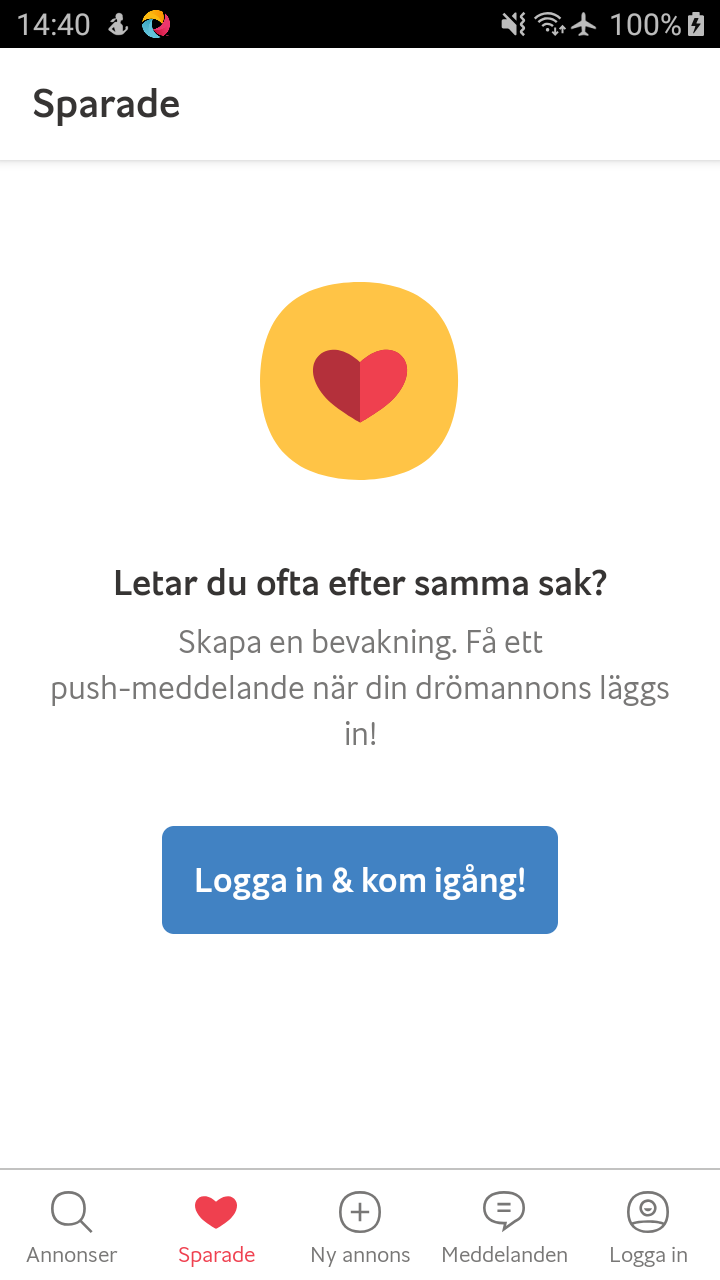 14:40
100%
Sparade
Letar du ofta efter samma sak?
Skapa en bevakning. Få ett
push-meddelande när din drömannons läggs
in!
Logga in & kom igång!
Annonser
Sparade
Ny annons
Meddelanden
Logga in